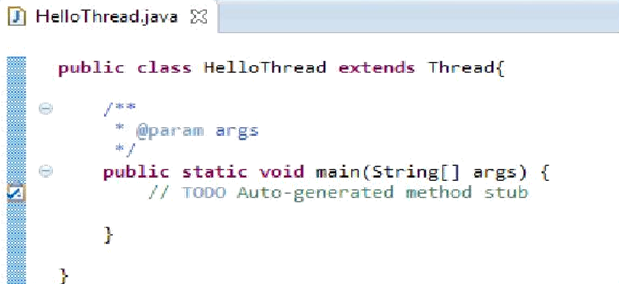 HelloThread.java
public class HelloThread extends Thread{
/**
* @param args
*/
public static void main(String[] args) {
// TODO Auto-generated method stub
}
}